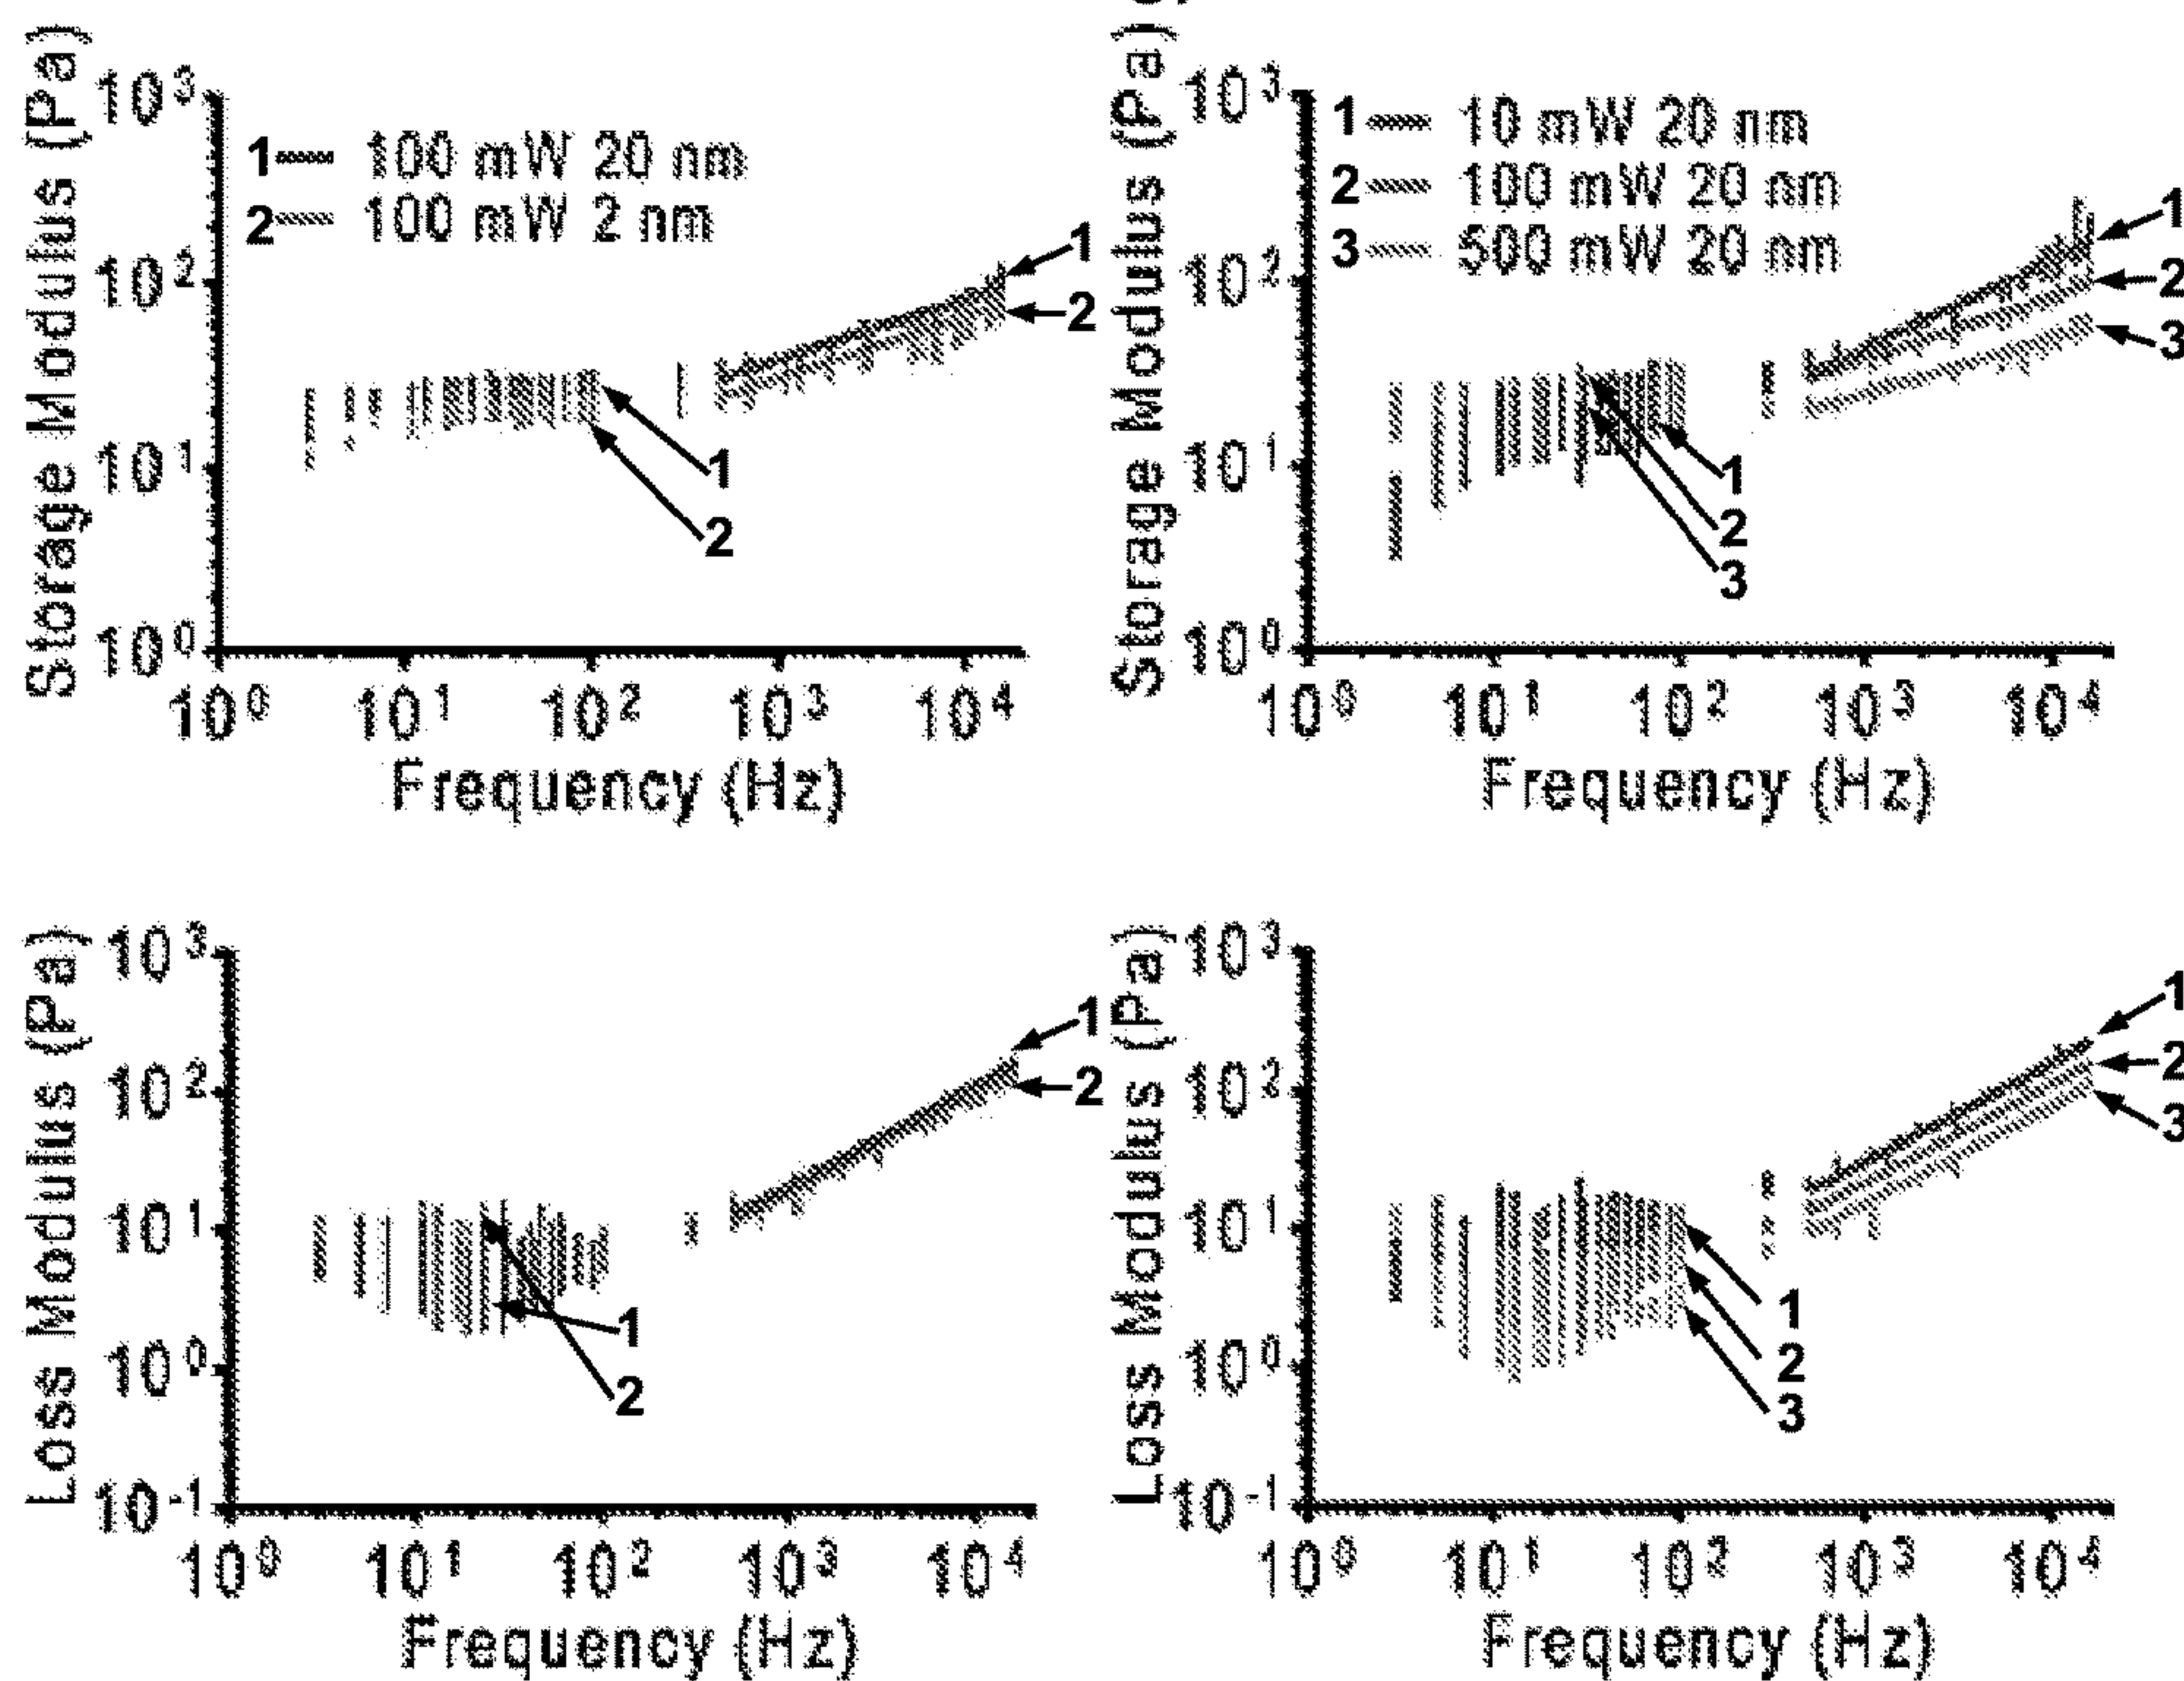 Storage Modulus (Pa)
10³
10²
10¹
10⁰
1 100 mW 20 nm
2 100 mW 2 nm
1
2
1
2
10⁰ 10¹ 10² 10³ 10⁴
Frequency (Hz)
Storage Modulus (Pa)
10³
10²
10¹
10⁰
1 10 mW 20 nm
2 100 mW 20 nm
3 500 mW 20 nm
1
2
3
1
2
3
10⁰ 10¹ 10² 10³ 10⁴
Frequency (Hz)
Loss Modulus (Pa)
10³
10²
10¹
10⁰
10⁻¹
1
2
1
2
10⁰ 10¹ 10² 10³ 10⁴
Frequency (Hz)
Loss Modulus (Pa)
10³
10²
10¹
10⁰
10⁻¹
1
2
3
1
2
3
10⁰ 10¹ 10² 10³ 10⁴
Frequency (Hz)